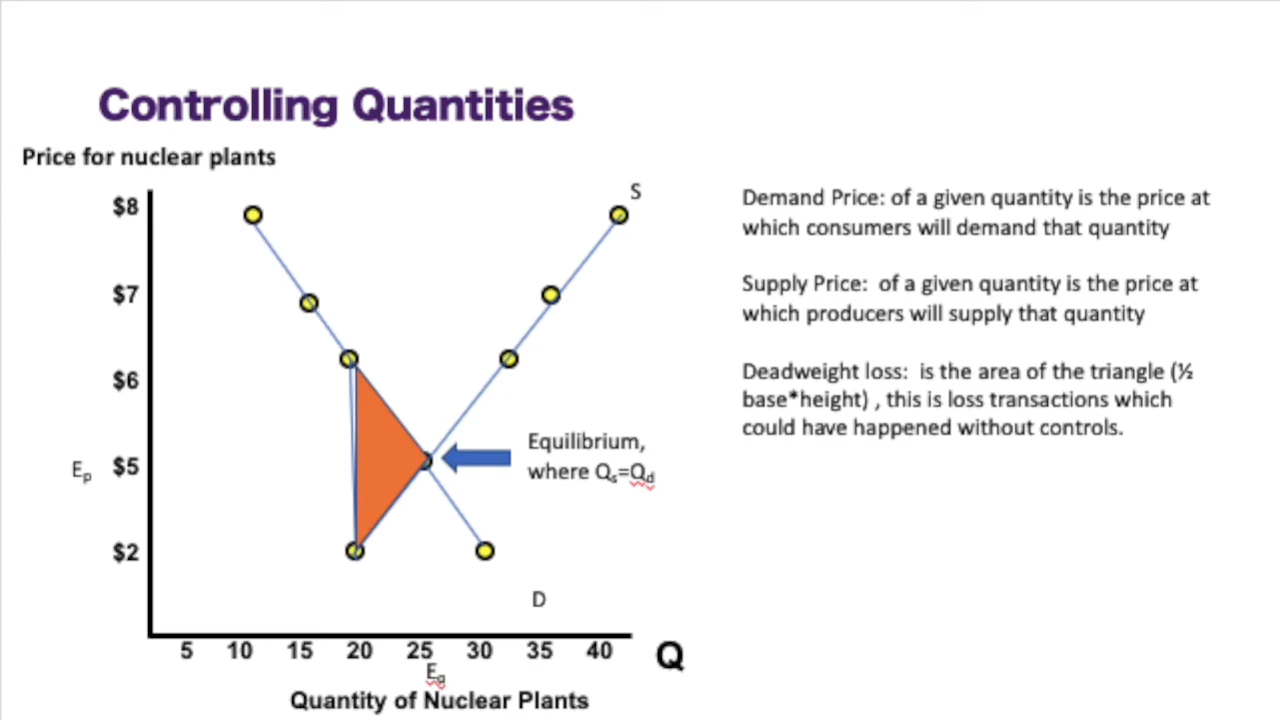 Controlling Quantities
Price for nuclear plants
$8
$7
$6
$5
$2
Ep
S
Equilibrium,
where Qs=Qd
D
5 10 15 20 25 30 35 40
Q
Eq
Quantity of Nuclear Plants
Demand Price: of a given quantity is the price at
which consumers will demand that quantity
Supply Price:  of a given quantity is the price at
which producers will supply that quantity
Deadweight loss:  is the area of the triangle (½
base*height) , this is loss transactions which
could have happened without controls.